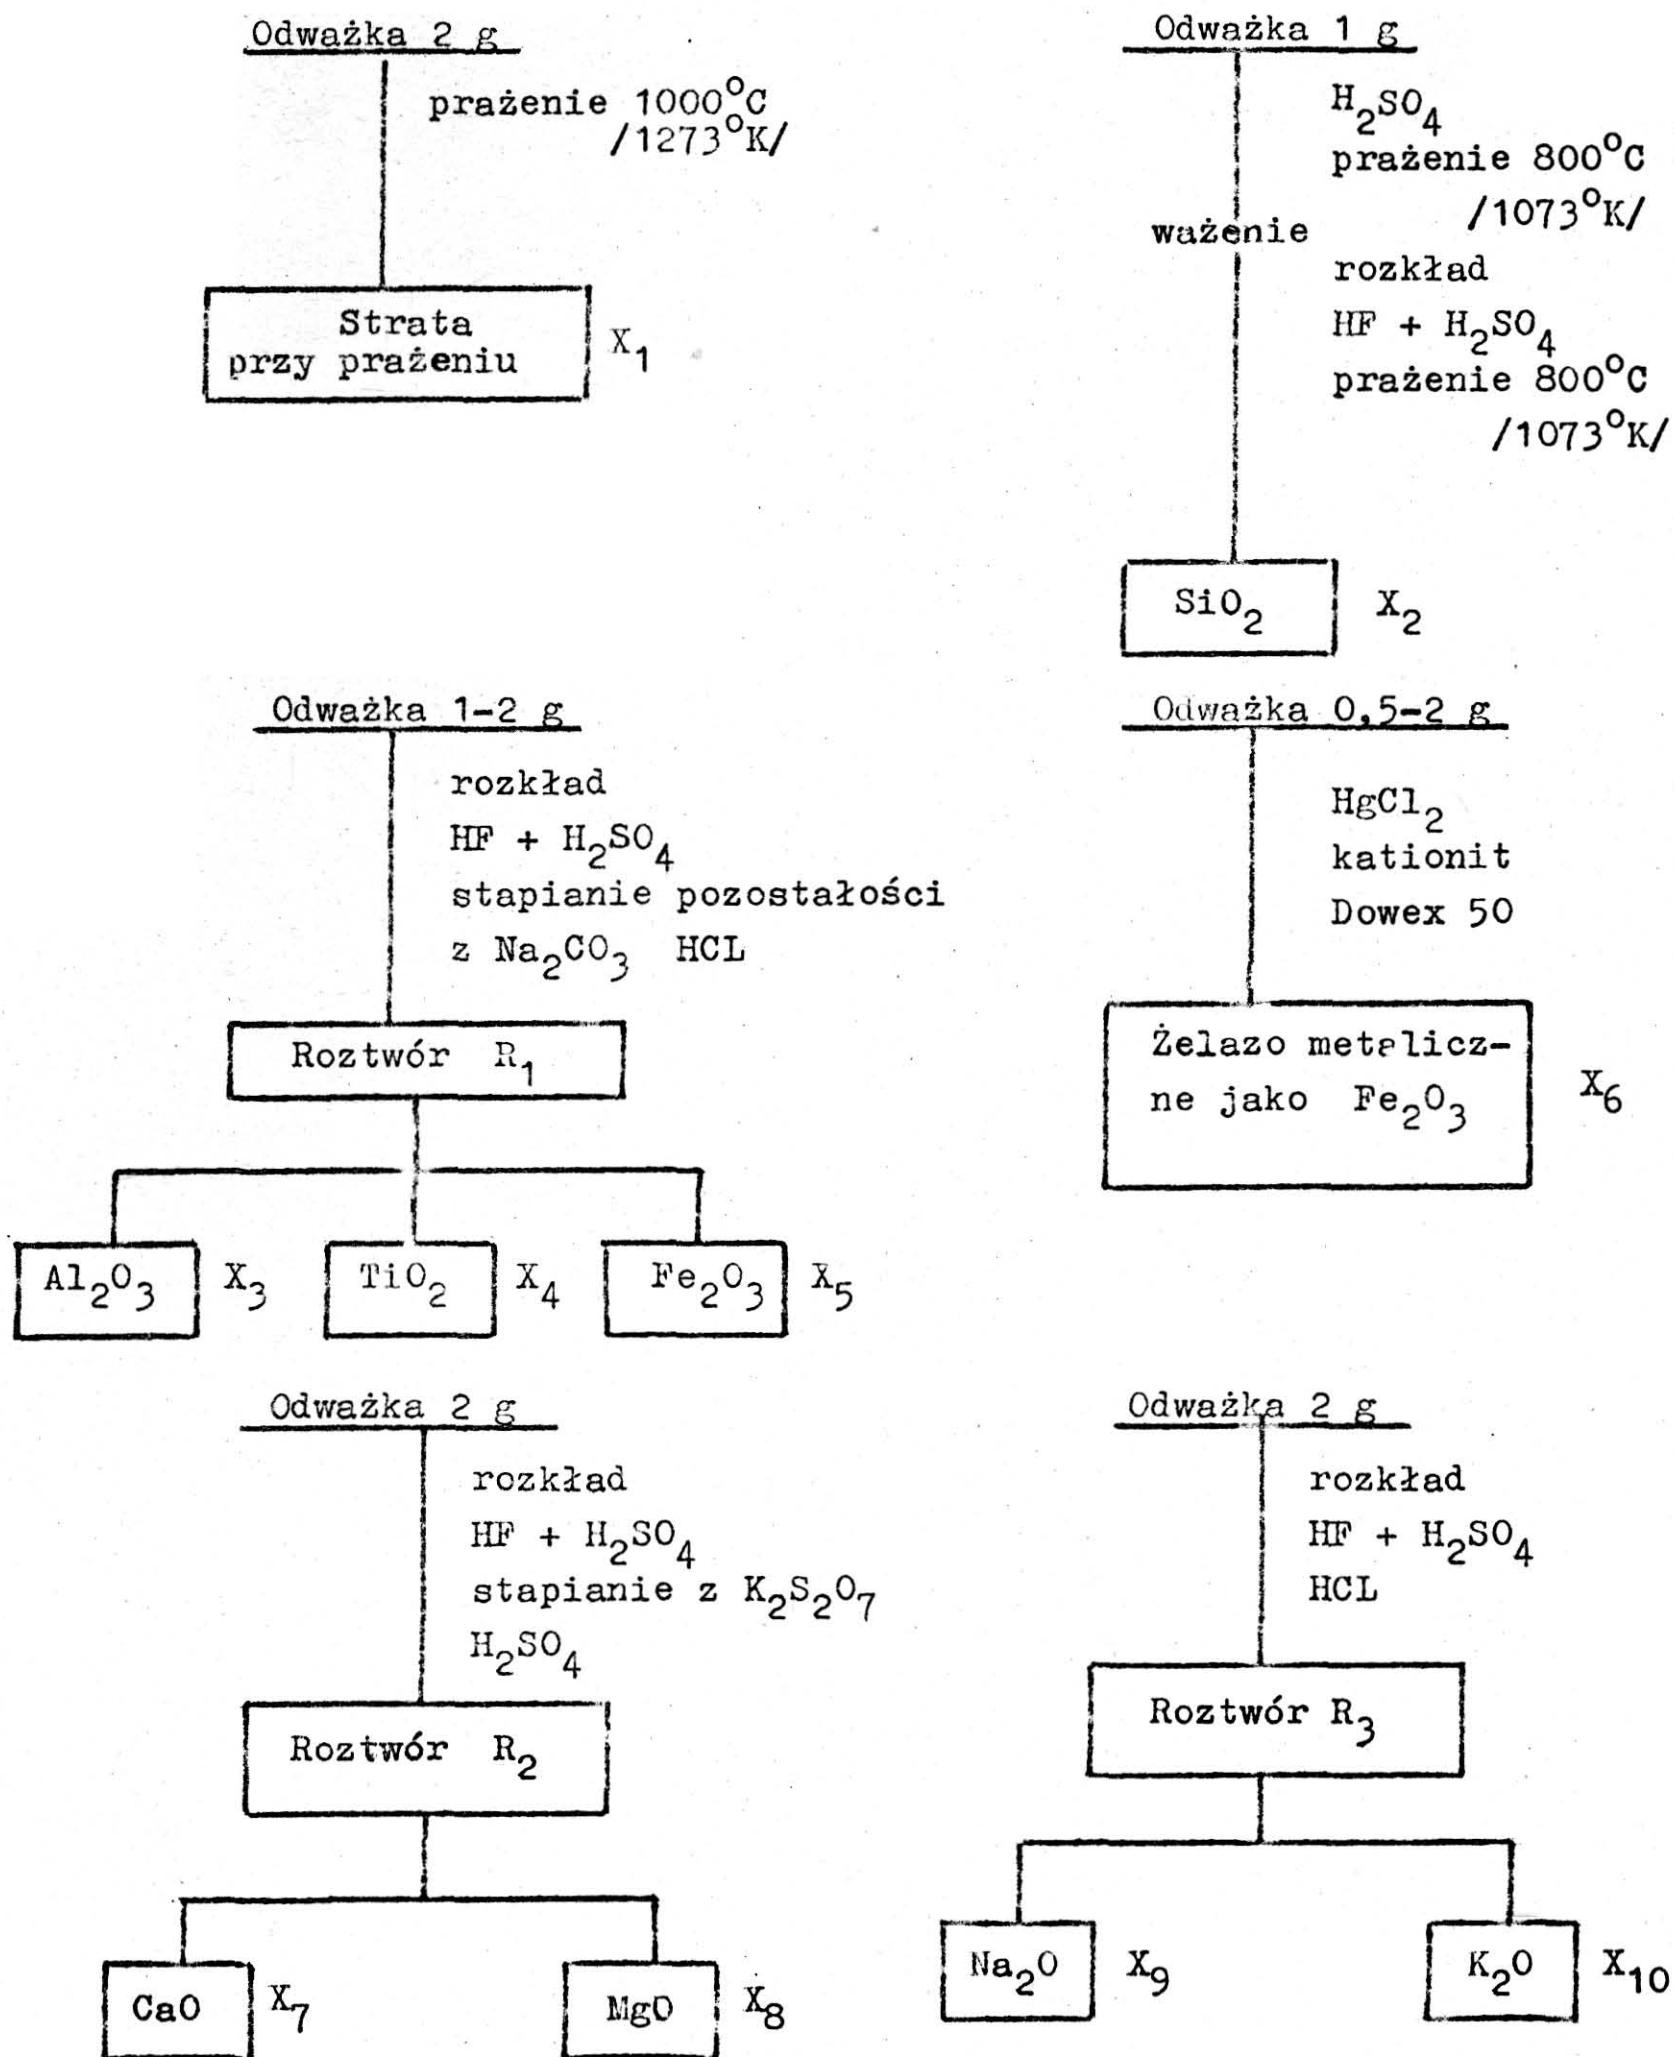 Odważka 2 g
prażenie 1000°C
/1273°K/
Strata
przy prażeniu
X₁
Odważka 1 g
H₂SO₄
prażenie 800°C
/1073°K/
ważenie
rozkład
HF + H₂SO₄
prażenie 800°C
/1073°K/
SiO₂
X₂
Odważka 1-2 g
rozkład
HF + H₂SO₄
stapianie pozostałości
z Na₂CO₃ HCL
Roztwór R₁
Al₂O₃
X₃
TiO₂
X₄
Fe₂O₃
X₅
Odważka 0,5-2 g
HgCl₂
kationit
Dowex 50
Żelazo metalicz-
ne jako Fe₂O₃
X₆
Odważka 2 g
rozkład
HF + H₂SO₄
stapianie z K₂S₂O₇
H₂SO₄
Roztwór R₂
CaO
X₇
MgO
X₈
Odważka 2 g
rozkład
HF + H₂SO₄
HCL
Roztwór R₃
Na₂O
X₉
K₂O
X₁₀